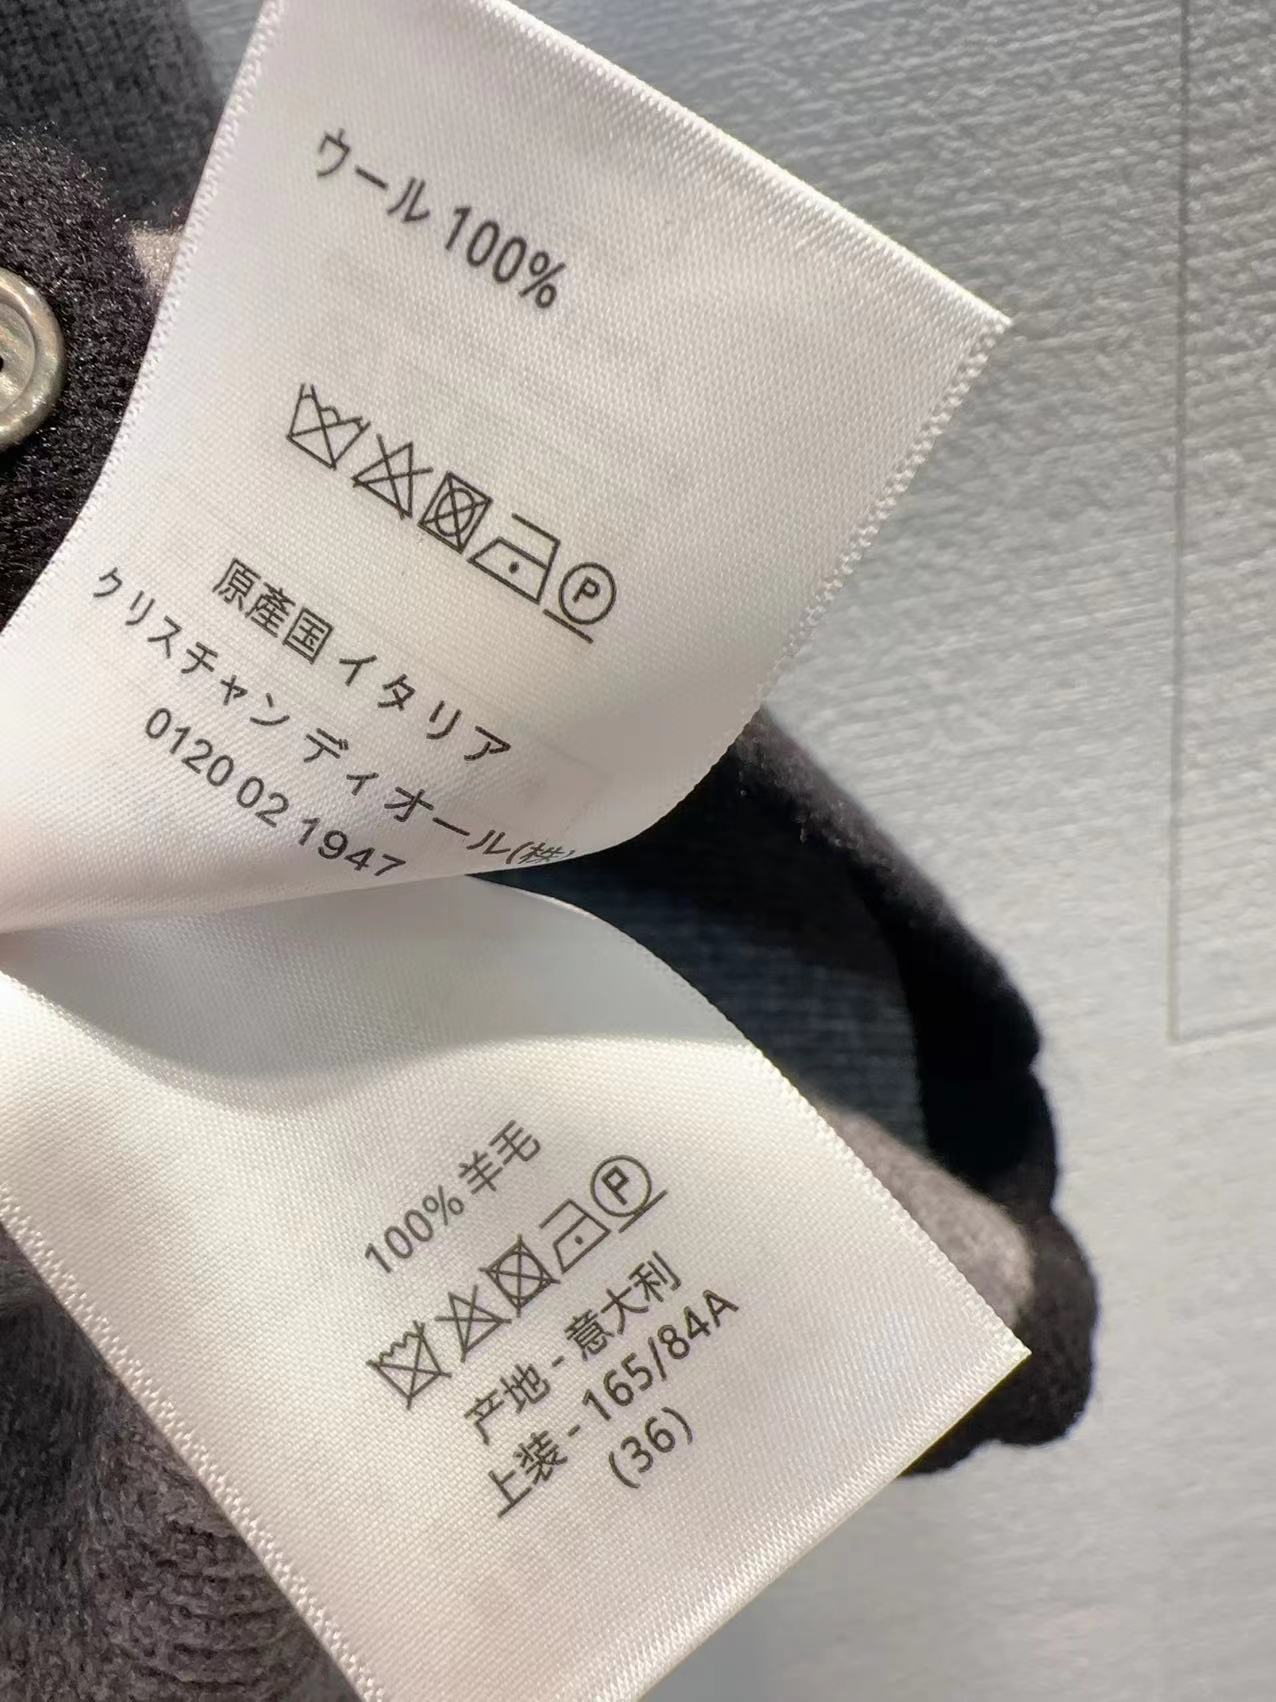 ウール 100%
P
原産国 イタリア
クリスチャン ディオール(株)
0120 02 1947
100% 羊毛
P
产地 - 意大利
上装 - 165/84A
(36)